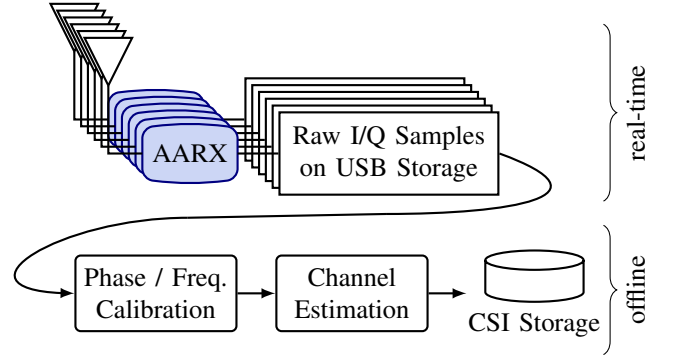 AARX
Raw I/Q Samples
on USB Storage
real-time
Phase / Freq.
Calibration
Channel
Estimation
CSI Storage
offline